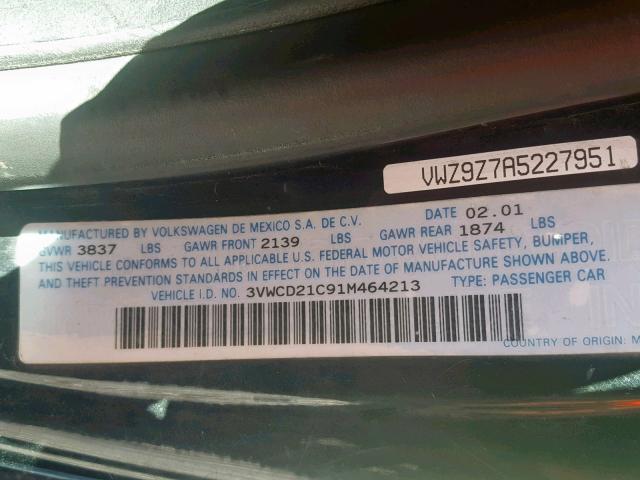 VWZ9Z7A5227951
MANUFACTURED BY VOLKSWAGEN DE MEXICO S.A. DE C.V. DATE 02.01
GVWR 3837 LBS GAWR FRONT 2139 LBS GAWR REAR 1874 LBS
THIS VEHICLE CONFORMS TO ALL APPLICABLE U.S. FEDERAL MOTOR VEHICLE SAFETY, BUMPER,
AND THEFT PREVENTION STANDARDS IN EFFECT ON THE DATE OF MANUFACTURE SHOWN ABOVE.
VEHICLE I.D. NO. 3VWCD21C91M464213 TYPE: PASSENGER CAR
COUNTRY OF ORIGIN: M